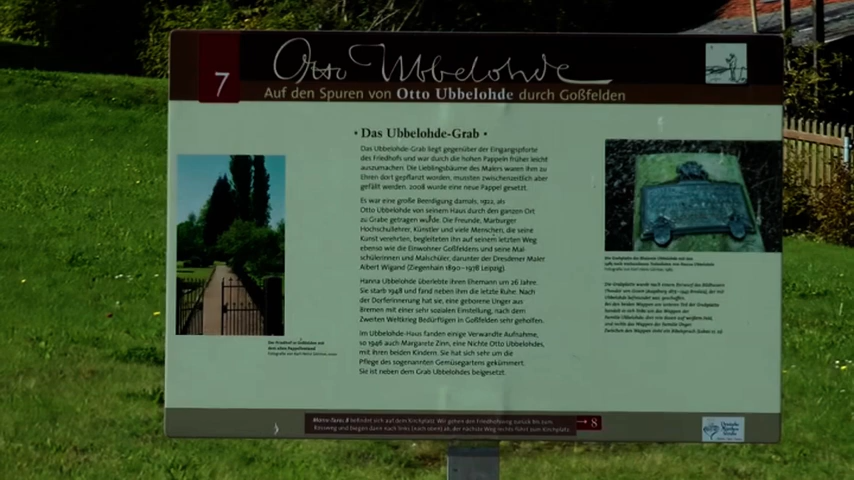 7
Otto Ubbelohde
Auf den Spuren von Otto Ubbelohde durch Goßfelden
• Das Ubbelohde-Grab •
Das Ubbelohde-Grab liegt gegenüber der Eingangspforte
des Friedhofs und war durch die hohen Pappeln früher leicht
auszumachen. Die Lieblingsbäume des Malers waren ihm zu
Ehren dort gepflanzt worden, mussten zwischenzeitlich aber
gefällt werden. 2008 wurde eine neue Pappel gesetzt.
Es war eine große Beerdigung damals, 1922, als
Otto Ubbelohde von seinem Haus durch den ganzen Ort
zu Grabe getragen wurde. Die Freunde, Marburger
Hochschullehrer, Künstler und viele Menschen, die seine
Kunst verehrten, begleiteten ihn auf seinem letzten Weg
ebenso wie die Einwohner Goßfeldens und seine Mal-
schülerinnen und Malschüler, darunter der Dresdener Maler
Albert Wigand (Ziegenhain 1890–1978 Leipzig)
Hanna Ubbelohde überlebte ihren Ehemann um 26 Jahre.
Sie starb 1948 und fand neben ihm die letzte Ruhe. Nach
der Dorferinnerung hat sie, eine geborene Unger aus
Bremen mit einer sehr sozialen Einstellung, nach dem
Zweiten Weltkrieg Bedürftigen in Goßfelden sehr geholfen.
Im Ubbelohde-Haus fanden einige Verwandte Aufnahme,
so 1946 auch Margarete Zinn, eine Nichte Otto Ubbelohdes,
mit ihren beiden Kindern. Sie hat sich sehr um die
Pflege des sogenannten Gemüsegartens gekümmert.
Sie ist neben dem Grab Ubbelohdes beigesetzt.
Der Friedhof in Goßfelden mit
dem alten Pappelbestand
→ 8